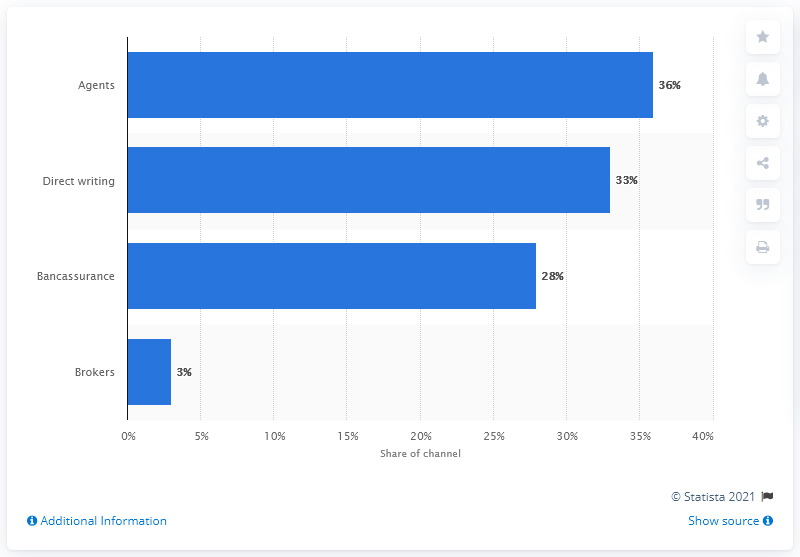 Agents 36%
Direct writing 33%
Bancassurance 28%
Brokers 3%
0% 5% 10% 15% 20% 25% 30% 35% 40%
Share of channel
© Statista 2021
Additional Information Show source